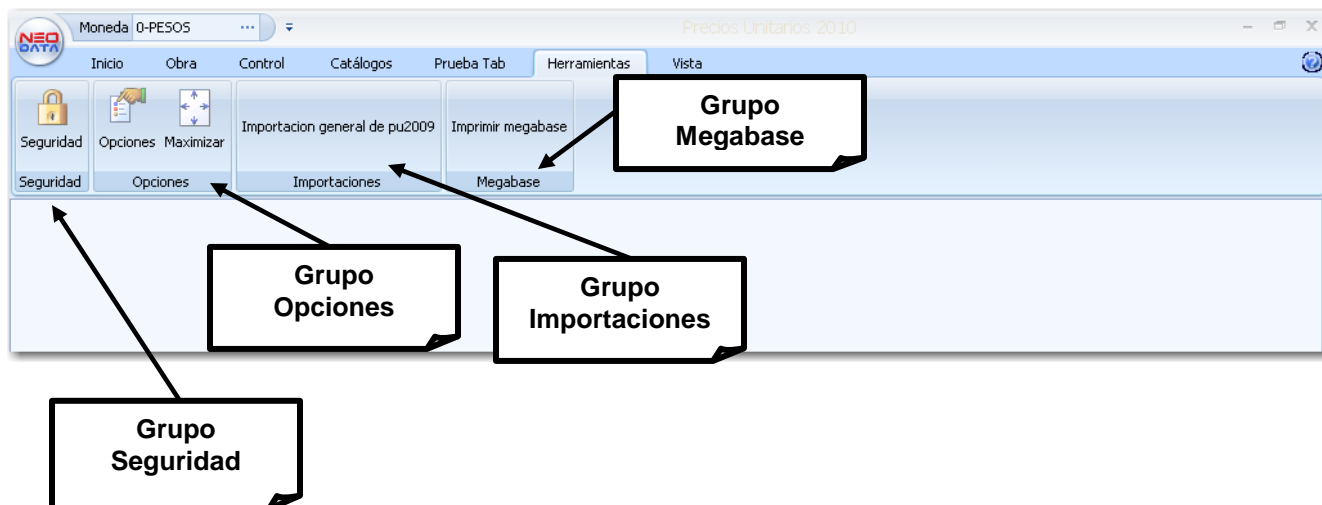 Moneda 0-PESOS ... Precios Unitarios 2010
NEO
DATA
Inicio Obra Control Catálogos Prueba Tab Herramientas Vista
Seguridad Opciones Maximizar Importacion general de pu2009 Imprimir megabase
Seguridad Opciones Importaciones Megabase
Grupo
Megabase
Grupo
Opciones
Grupo
Importaciones
Grupo
Seguridad